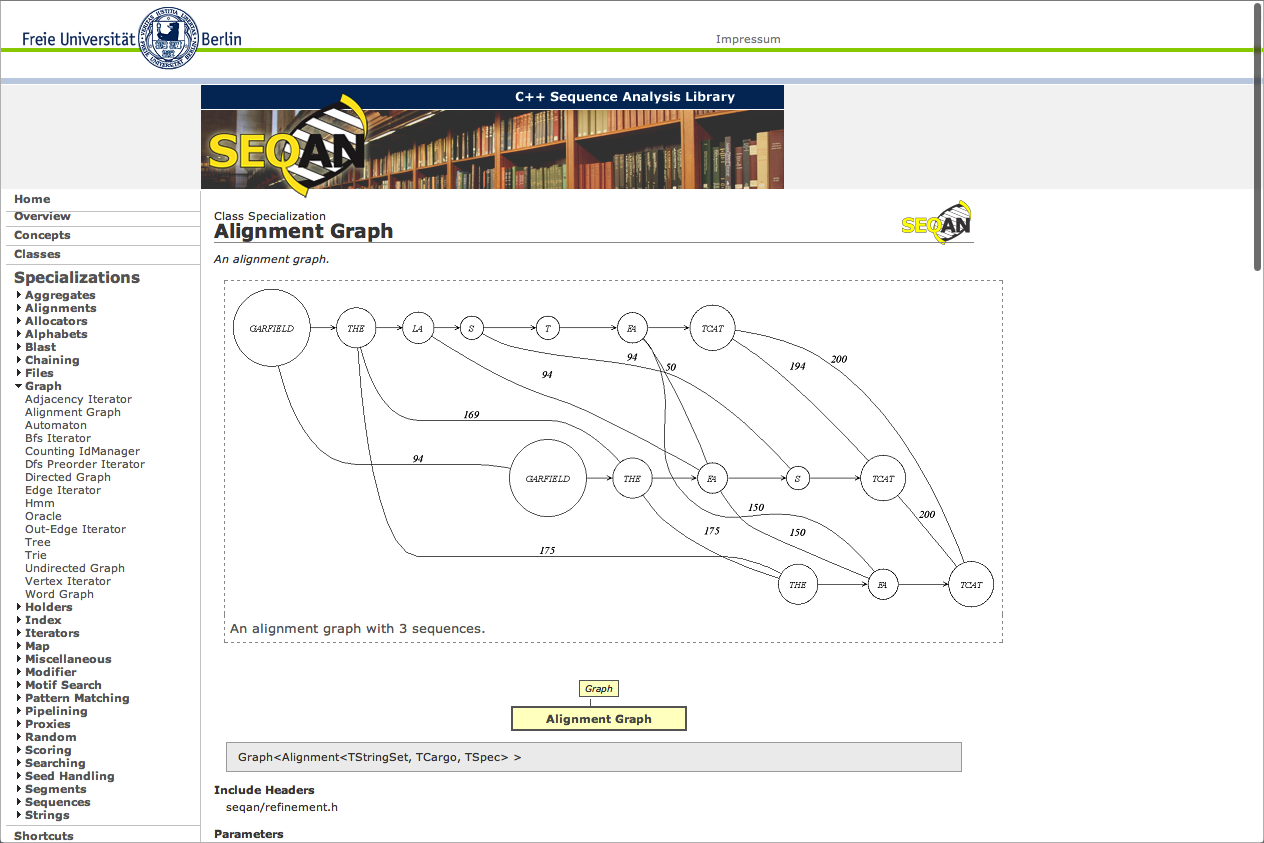 Freie Universität Berlin
Impressum
C++ Sequence Analysis Library
SEQAN
Home
Overview
Concepts
Classes
Specializations
Aggregates
Alignments
Allocators
Alphabets
Blast
Chaining
Files
Graph
Adjacency Iterator
Alignment Graph
Automaton
Bfs Iterator
Counting IdManager
Dfs Preorder Iterator
Directed Graph
Edge Iterator
Hmm
Oracle
Out-Edge Iterator
Tree
Trie
Undirected Graph
Vertex Iterator
Word Graph
Holders
Index
Iterators
Map
Miscellaneous
Modifier
Motif Search
Pattern Matching
Pipelining
Proxies
Random
Scoring
Searching
Seed Handling
Segments
Sequences
Strings
Shortcuts
Class Specialization
Alignment Graph
SEQAN
An alignment graph.
GARFIELD THE LA S T FA TCAT
94 50 194 200
94
169
94
GARFIELD THE FA S TCAT
150 200
175 150
175
THE FA TCAT
An alignment graph with 3 sequences.
Graph
Alignment Graph
Graph<Alignment<TStringSet, TCargo, TSpec> >
Include Headers
seqan/refinement.h
Parameters